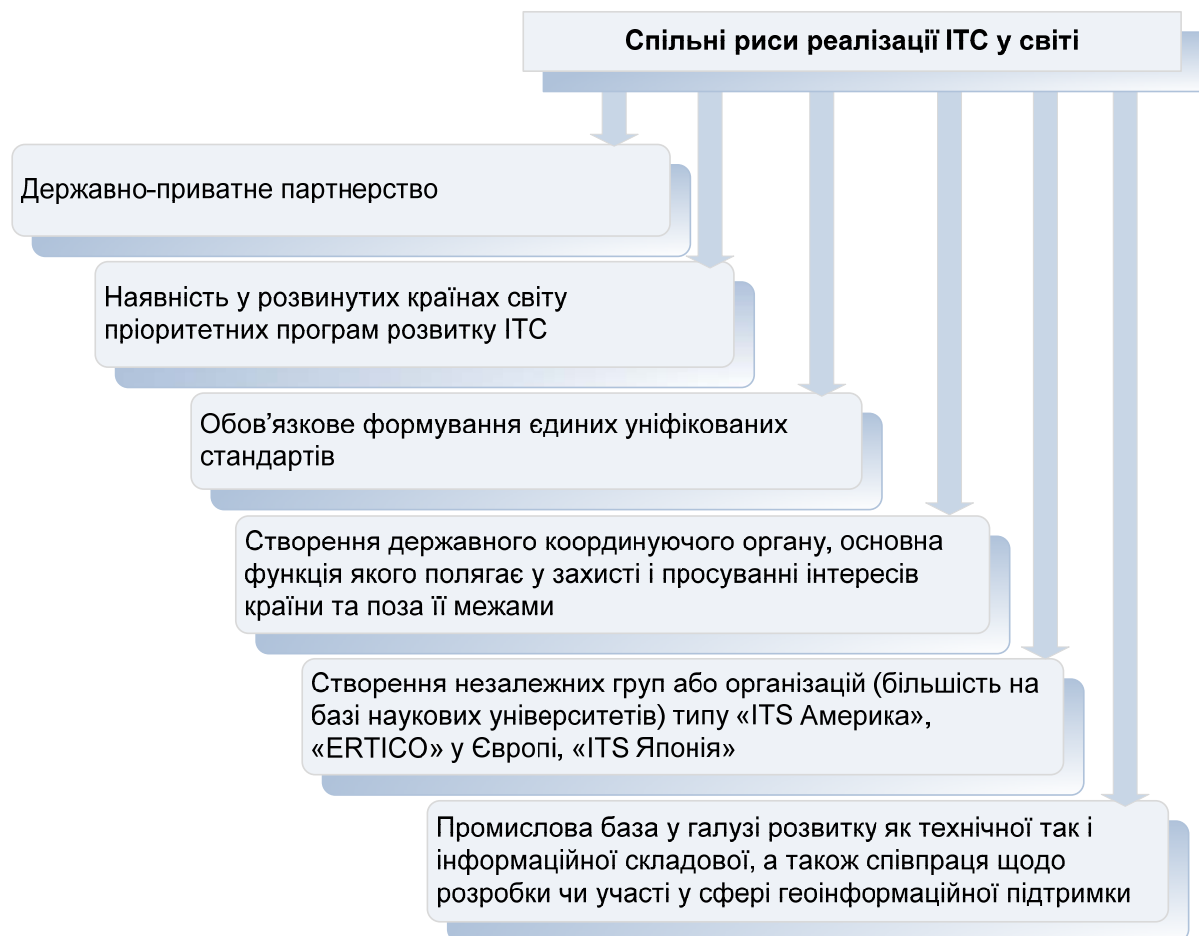 Спільні риси реалізації ІТС у світі
Державно-приватне партнерство
Наявність у розвинутих країнах світу
пріоритетних програм розвитку ІТС
Обов’язкове формування єдиних уніфікованих
стандартів
Створення державного координуючого органу, основна
функція якого полягає у захисті і просуванні інтересів
країни та поза її межами
Створення незалежних груп або організацій (більшість на
базі наукових університетів) типу «ITS Америка»,
«ERTICO» у Європі, «ITS Японія»
Промислова база у галузі розвитку як технічної так і
інформаційної складової, а також співпраця щодо
розробки чи участі у сфері геоінформаційної підтримки